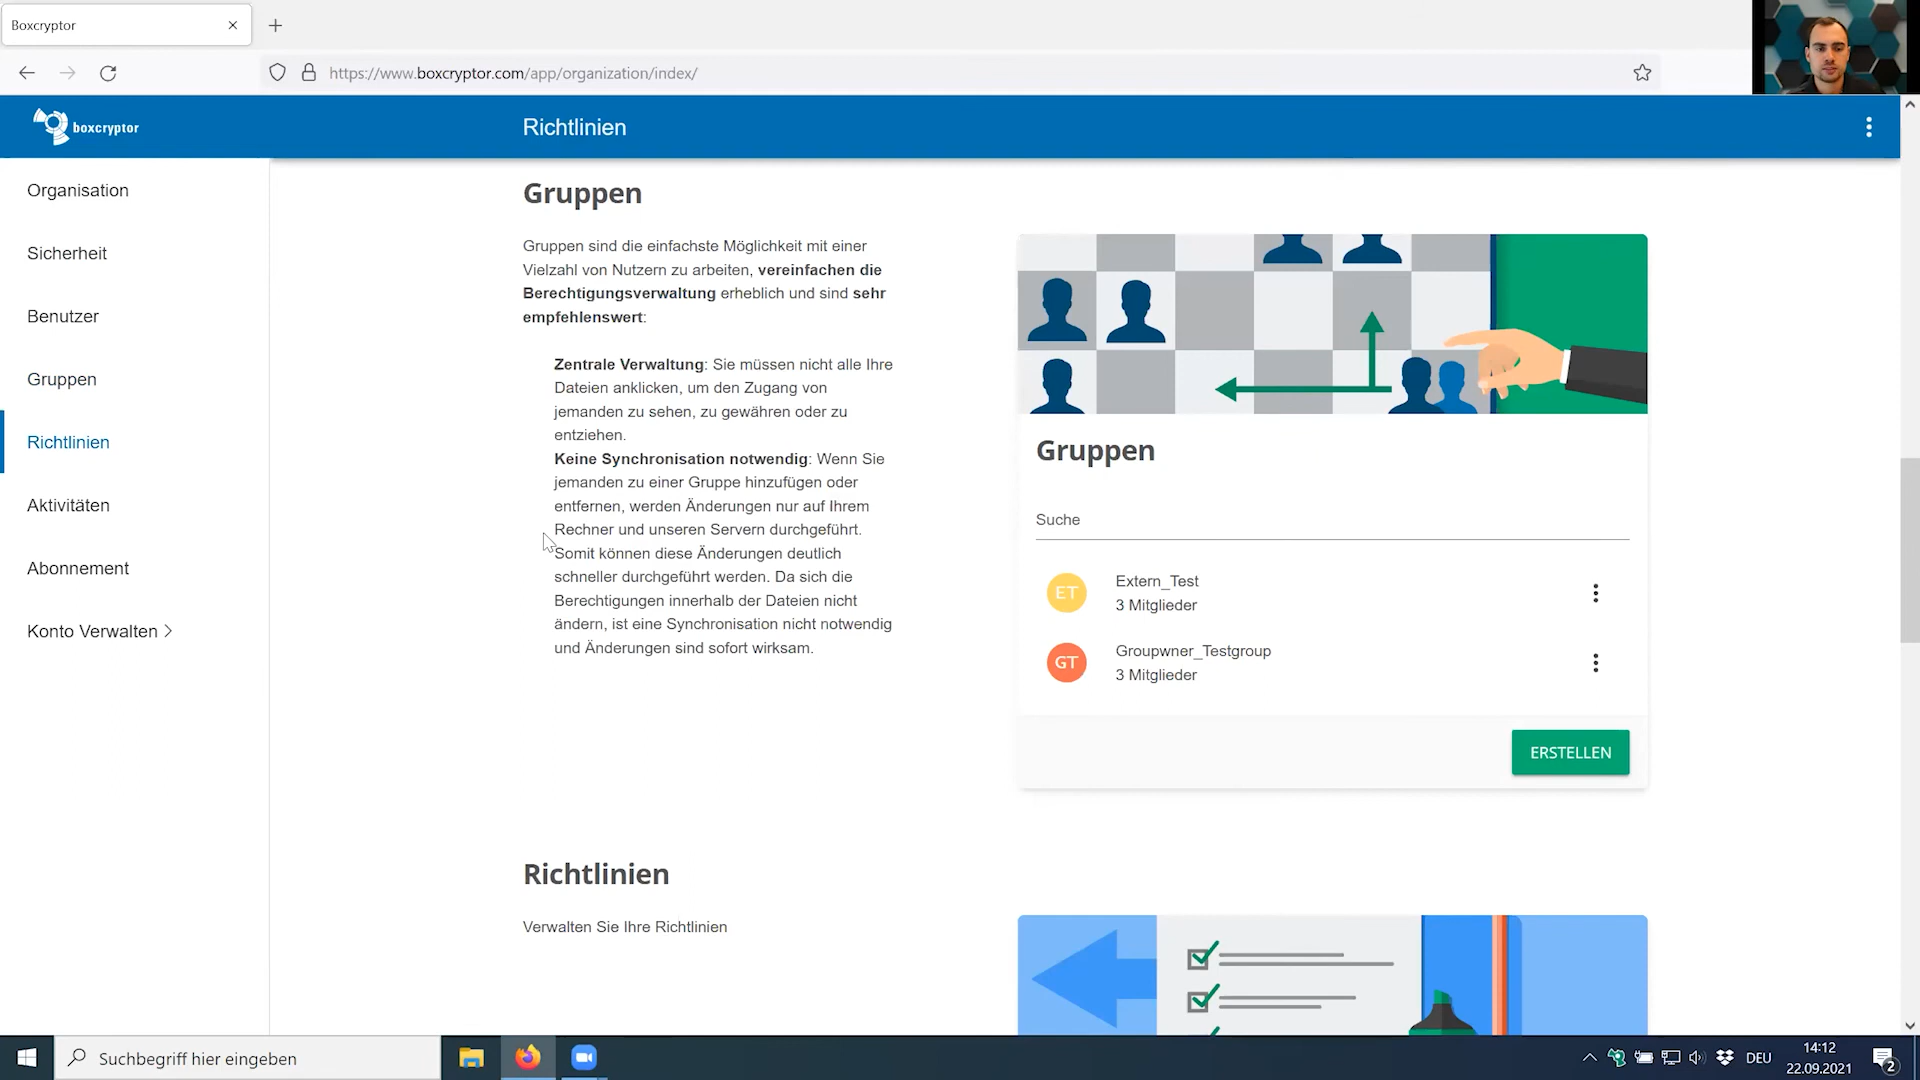 Boxcryptor
https://www.boxcryptor.com/app/organization/index/
boxcryptor
Richtlinien
Organisation
Sicherheit
Benutzer
Gruppen
Richtlinien
Aktivitäten
Abonnement
Konto Verwalten
Gruppen
Gruppen sind die einfachste Möglichkeit mit einer
Vielzahl von Nutzern zu arbeiten, vereinfachen die
Berechtigungsverwaltung erheblich und sind sehr
empfehlenswert:
Zentrale Verwaltung: Sie müssen nicht alle Ihre
Dateien anklicken, um den Zugang von
jemanden zu sehen, zu gewähren oder zu
entziehen.
Keine Synchronisation notwendig: Wenn Sie
jemanden zu einer Gruppe hinzufügen oder
entfernen, werden Änderungen nur auf Ihrem
Rechner und unseren Servern durchgeführt.
Somit können diese Änderungen deutlich
schneller durchgeführt werden. Da sich die
Berechtigungen innerhalb der Dateien nicht
ändern, ist eine Synchronisation nicht notwendig
und Änderungen sind sofort wirksam.
Gruppen
Suche
ET
Extern_Test
3 Mitglieder
GT
Groupwner_Testgroup
3 Mitglieder
ERSTELLEN
Richtlinien
Verwalten Sie Ihre Richtlinien
Suchbegriff hier eingeben
DEU
14:12
22.09.2021
2